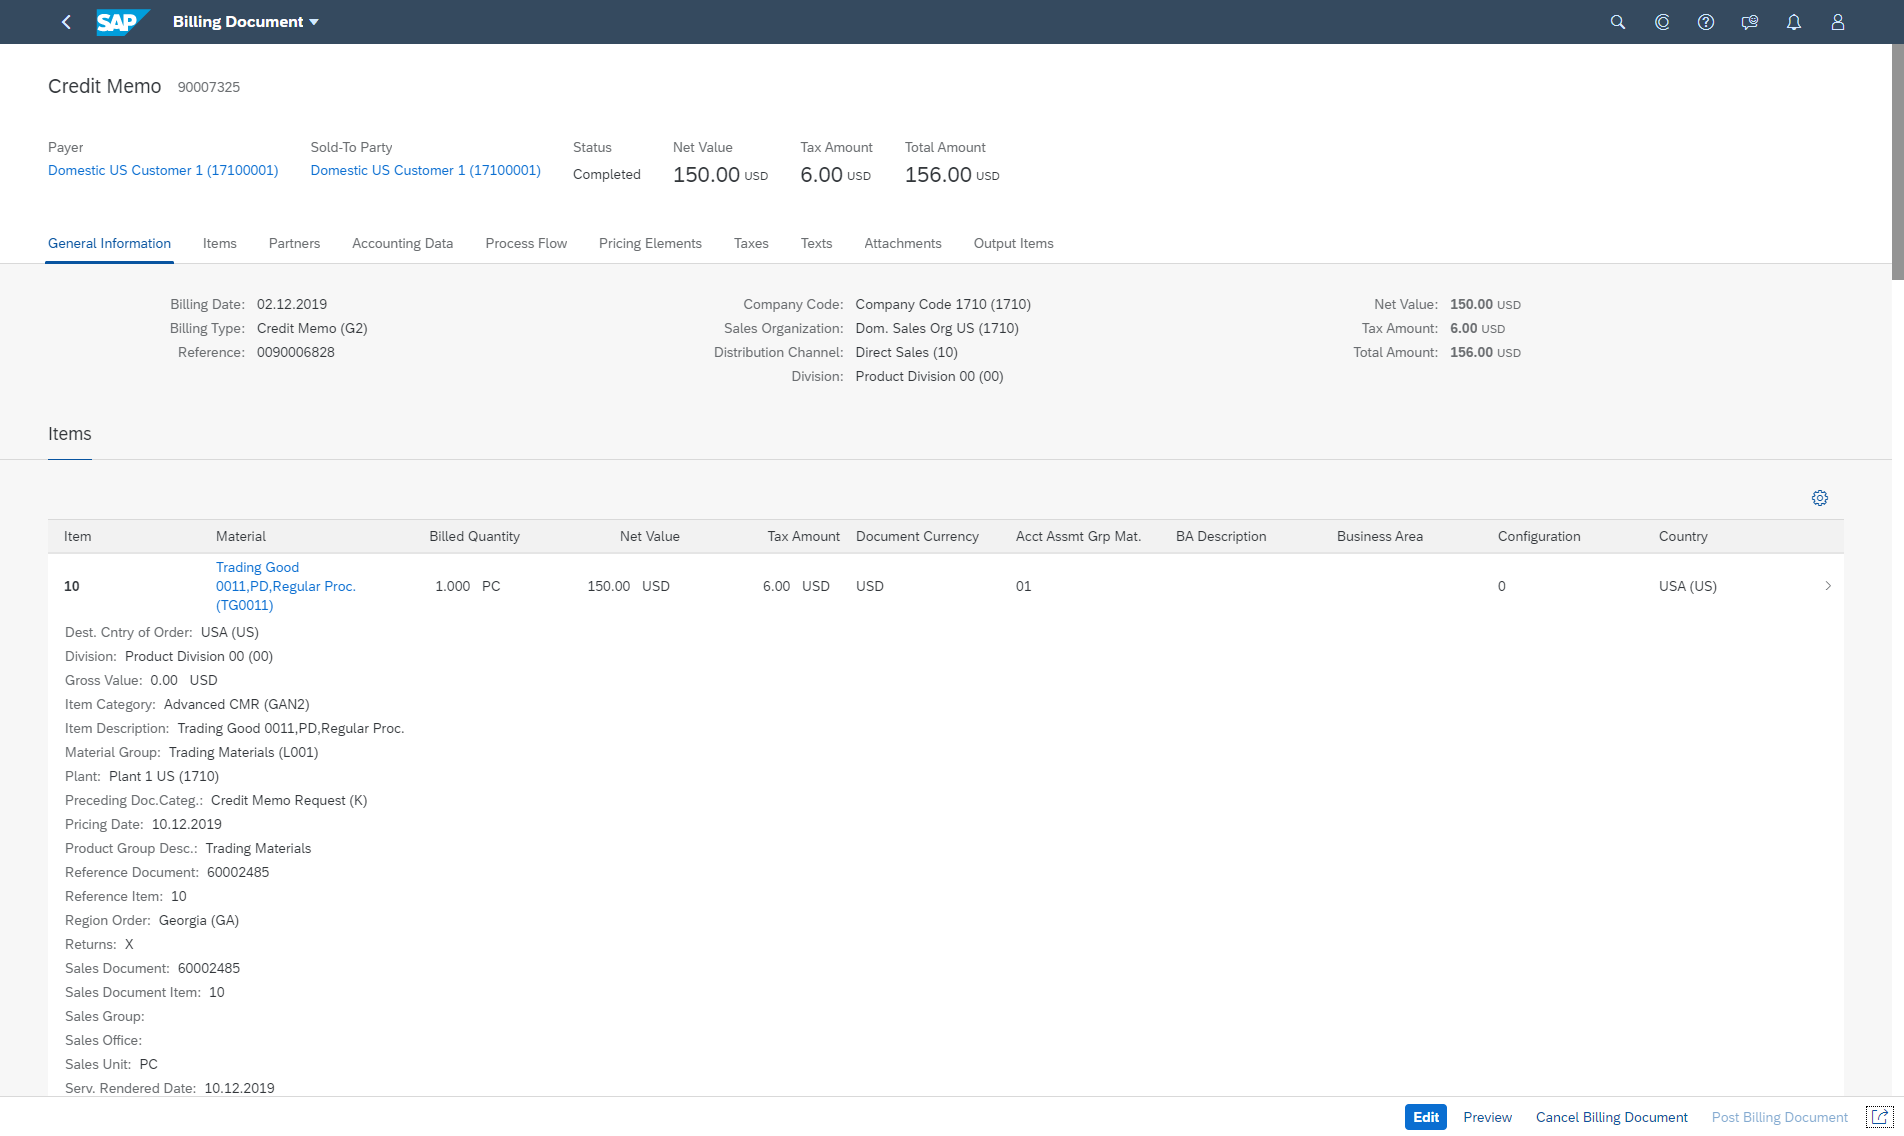 SAP Billing Document
Credit Memo 90007325
Payer Sold-To Party Status Net Value Tax Amount Total Amount
Domestic US Customer 1 (17100001) Domestic US Customer 1 (17100001) Completed 150.00 USD 6.00 USD 156.00 USD
General Information Items Partners Accounting Data Process Flow Pricing Elements Taxes Texts Attachments Output Items
Billing Date: 02.12.2019 Company Code: Company Code 1710 (1710) Net Value: 150.00 USD
Billing Type: Credit Memo (G2) Sales Organization: Dom. Sales Org US (1710) Tax Amount: 6.00 USD
Reference: 0090006828 Distribution Channel: Direct Sales (10) Total Amount: 156.00 USD
Division: Product Division 00 (00)
Items
Item Material Billed Quantity Net Value Tax Amount Document Currency Acct Assmt Grp Mat. BA Description Business Area Configuration Country
Trading Good
10 0011,PD,Regular Proc. 1.000 PC 150.00 USD 6.00 USD USD 01 0 USA (US)
(TG0011)
Dest. Cntry of Order: USA (US)
Division: Product Division 00 (00)
Gross Value: 0.00 USD
Item Category: Advanced CMR (GAN2)
Item Description: Trading Good 0011,PD,Regular Proc.
Material Group: Trading Materials (L001)
Plant: Plant 1 US (1710)
Preceding Doc.Categ.: Credit Memo Request (K)
Pricing Date: 10.12.2019
Product Group Desc.: Trading Materials
Reference Document: 60002485
Reference Item: 10
Region Order: Georgia (GA)
Returns: X
Sales Document: 60002485
Sales Document Item: 10
Sales Group:
Sales Office:
Sales Unit: PC
Serv. Rendered Date: 10.12.2019
Edit Preview Cancel Billing Document Post Billing Document